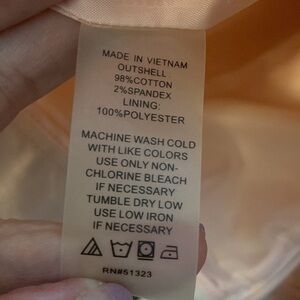 MADE IN VIETNAM
OUTSHELL:
98%COTTON
2%SPANDEX
LINING:
100%POLYESTER
MACHINE WASH COLD
WITH LIKE COLORS
USE ONLY NON-
CHLORINE BLEACH
IF NECESSARY
TUMBLE DRY LOW
USE LOW IRON
IF NECESSARY
RN#51323